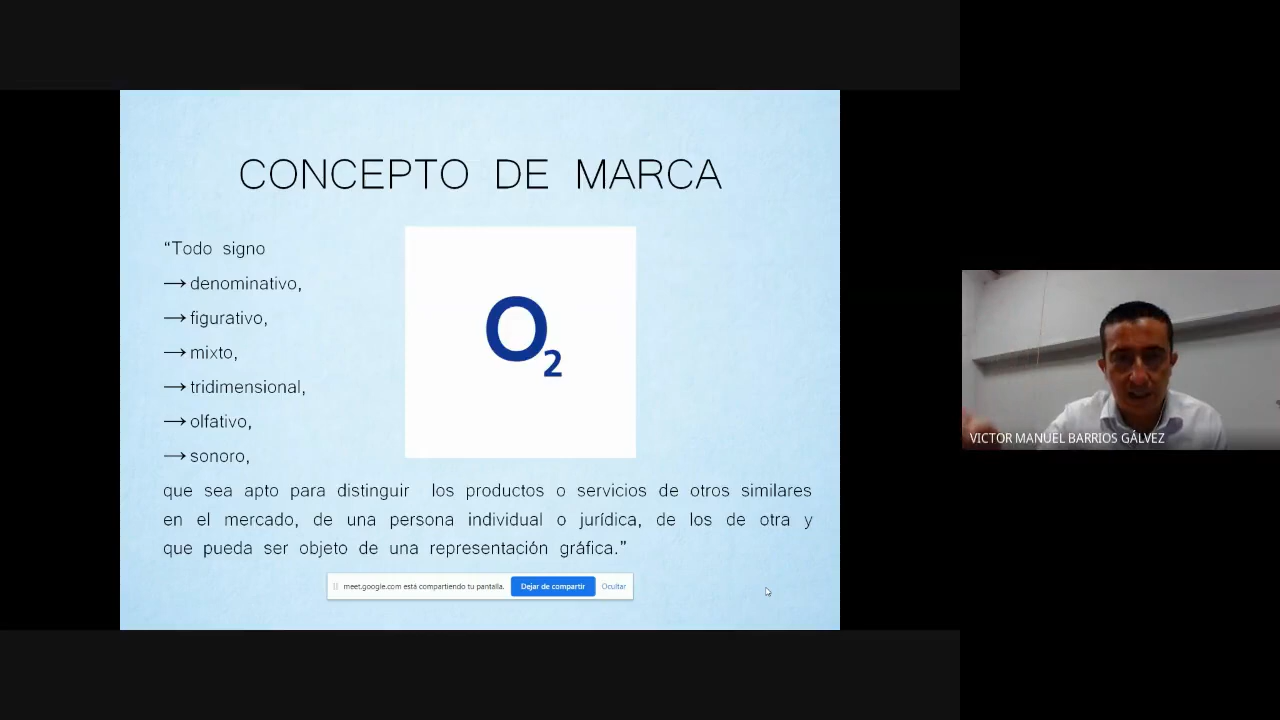 CONCEPTO DE MARCA
“Todo signo
→ denominativo,
→ figurativo,
→ mixto,
→ tridimensional,
→ olfativo,
→ sonoro,
que sea apto para distinguir los productos o servicios de otros similares
en el mercado, de una persona individual o jurídica, de los de otra y
que pueda ser objeto de una representación gráfica.”
O2
meet.google.com está compartiendo tu pantalla. Dejar de compartir Ocultar
VICTOR MANUEL BARRIOS GÁLVEZ